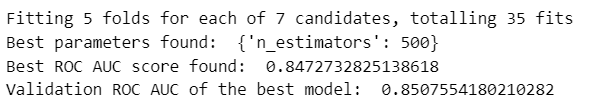 Fitting 5 folds for each of 7 candidates, totalling 35 fits
Best parameters found:  {'n_estimators': 500}
Best ROC AUC score found:  0.8472732825138618
Validation ROC AUC of the best model:  0.8507554180210282